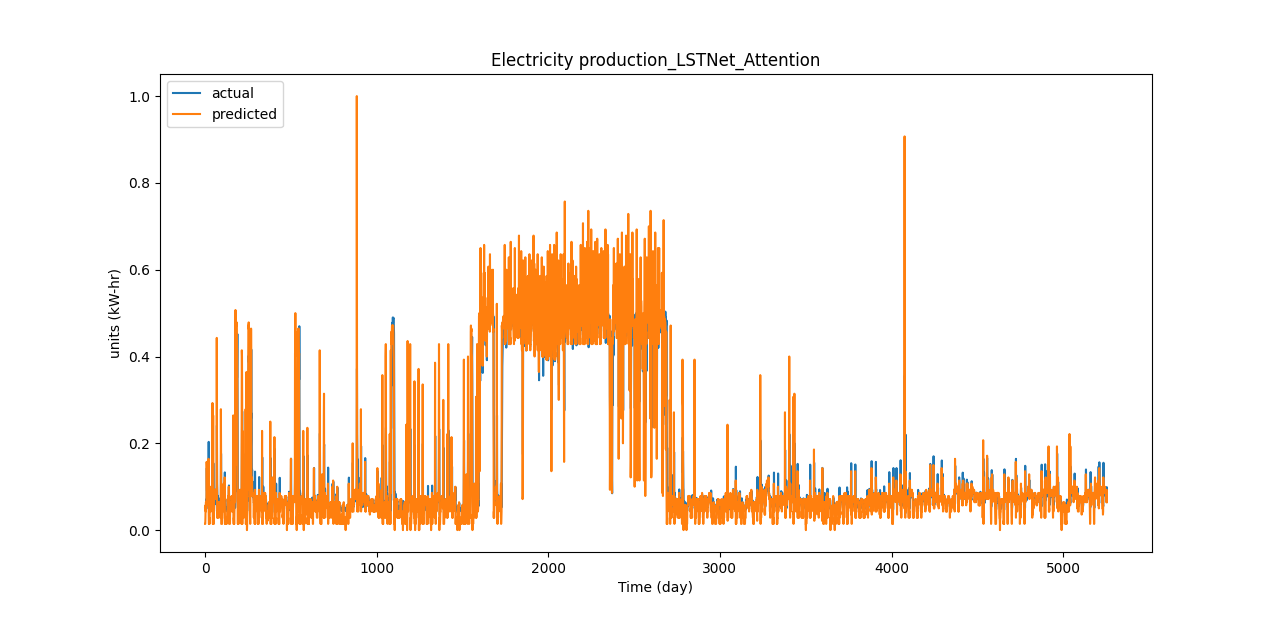 Electricity production_LSTNet_Attention
actual
predicted
units (kW-hr)
1.0
0.8
0.6
0.4
0.2
0.0
0 1000 2000 3000 4000 5000
Time (day)